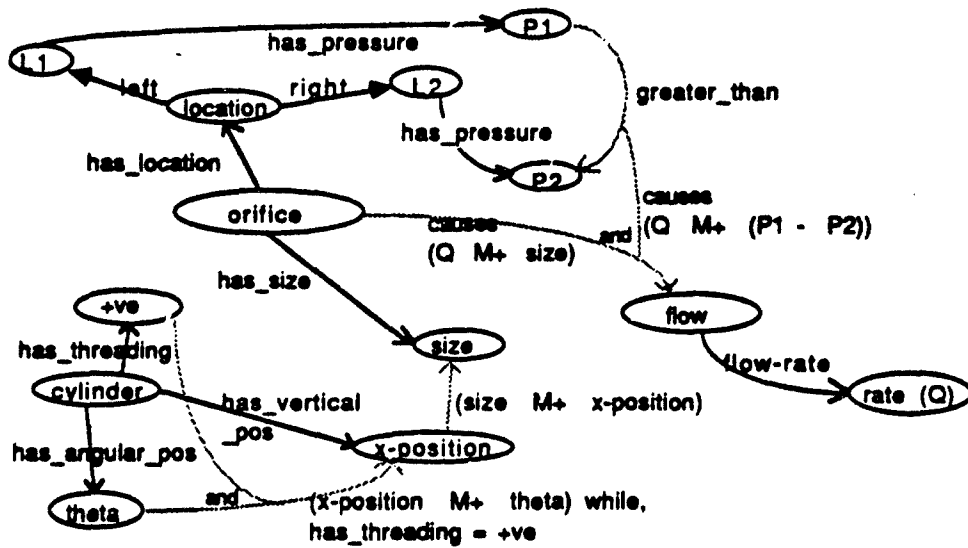 P1
has_pressure
L1
left
right
L2
greater_than
location
has_pressure
has_location
P2
orifice
causes
(Q M+ size)
and
causes
(Q M+ (P1 - P2))
has_size
+ve
flow
has_threading
size
flow-rate
cylinder
has_vertical
_pos
(size M+ x-position)
rate (Q)
has_angular_pos
x-position
theta
and
(x-position M+ theta) while,
has_threading = +ve